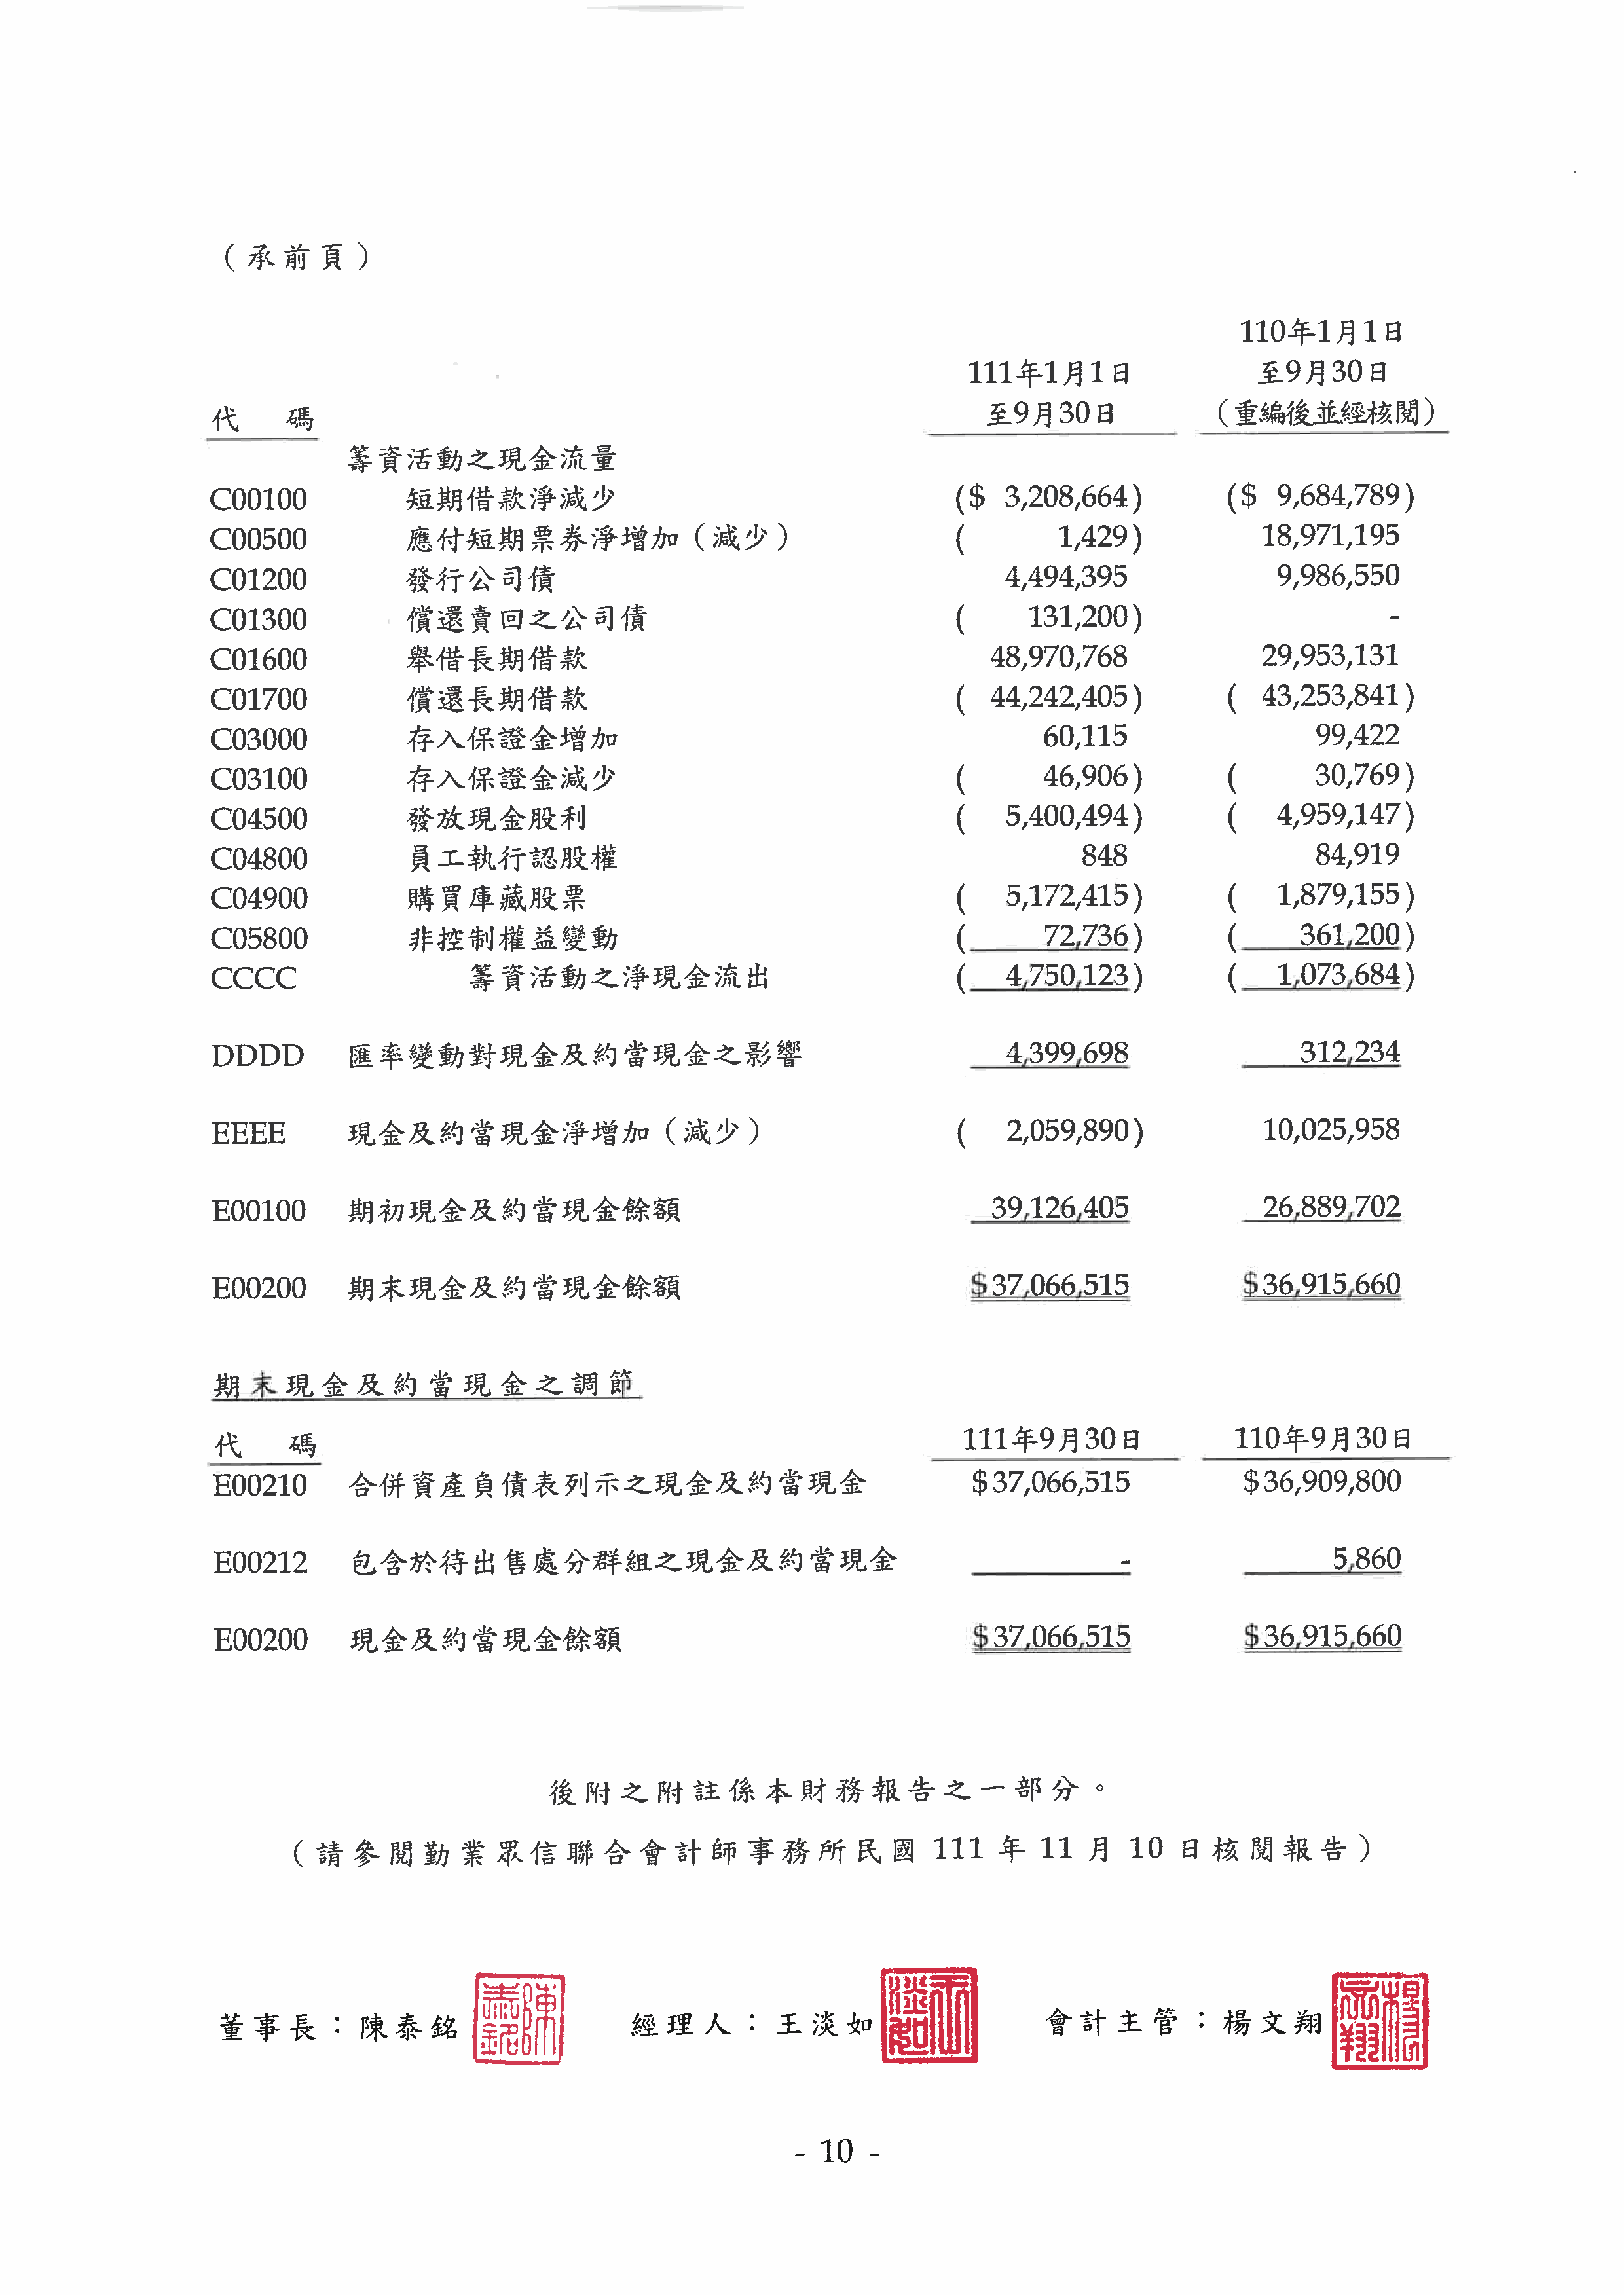 （承前頁）
110年1月1日
111年1月1日 至9月30日
代 碼 至9月30日 （重編後並經核閱）
籌資活動之現金流量
C00100 短期借款淨減少 ($ 3,208,664) ($ 9,684,789)
C00500 應付短期票券淨增加（減少） ( 1,429) 18,971,195
C01200 發行公司債 4,494,395 9,986,550
C01300 償還賣回之公司債 ( 131,200) -
C01600 舉借長期借款 48,970,768 29,953,131
C01700 償還長期借款 ( 44,242,405) ( 43,253,841)
C03000 存入保證金增加 60,115 99,422
C03100 存入保證金減少 ( 46,906) ( 30,769)
C04500 發放現金股利 ( 5,400,494) ( 4,959,147)
C04800 員工執行認股權 848 84,919
C04900 購買庫藏股票 ( 5,172,415) ( 1,879,155)
C05800 非控制權益變動 ( 72,736) ( 361,200)
CCCC 籌資活動之淨現金流出 ( 4,750,123) ( 1,073,684)
DDDD 匯率變動對現金及約當現金之影響 4,399,698 312,234
EEEE 現金及約當現金淨增加（減少） ( 2,059,890) 10,025,958
E00100 期初現金及約當現金餘額 39,126,405 26,889,702
E00200 期末現金及約當現金餘額 $37,066,515 $36,915,660
期末現金及約當現金之調節
代 碼 111年9月30日 110年9月30日
E00210 合併資產負債表列示之現金及約當現金 $37,066,515 $36,909,800
E00212 包含於待出售處分群組之現金及約當現金 - 5,860
E00200 現金及約當現金餘額 $37,066,515 $36,915,660
後附之附註係本財務報告之一部分。
（請參閱勤業眾信聯合會計師事務所民國 111 年 11 月 10 日核閱報告）
董事長：陳泰銘 陳泰銘 經理人：王淡如 王淡如 會計主管：楊文翔 楊文翔
- 10 -